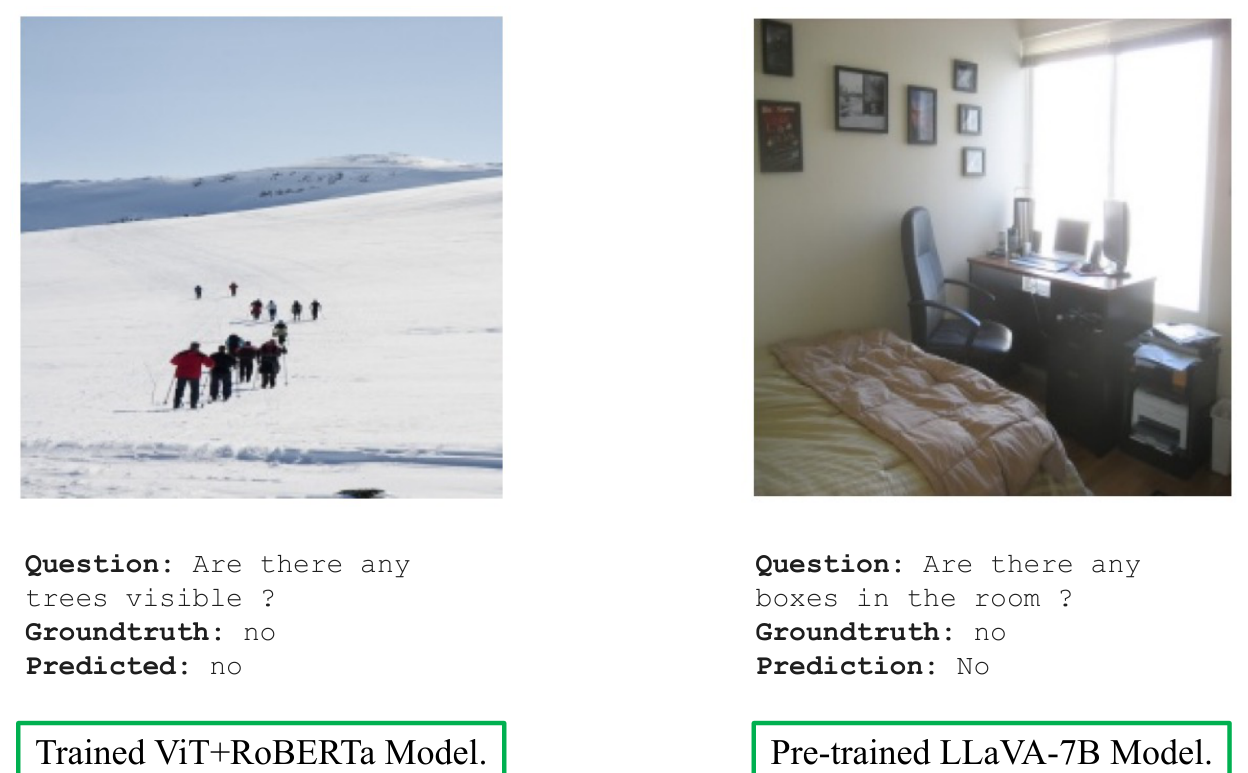 Question: Are there any
trees visible ?
Groundtruth: no
Predicted: no
Trained ViT+RoBERTa Model.
Question: Are there any
boxes in the room ?
Groundtruth: no
Prediction: No
Pre-trained LLaVA-7B Model.